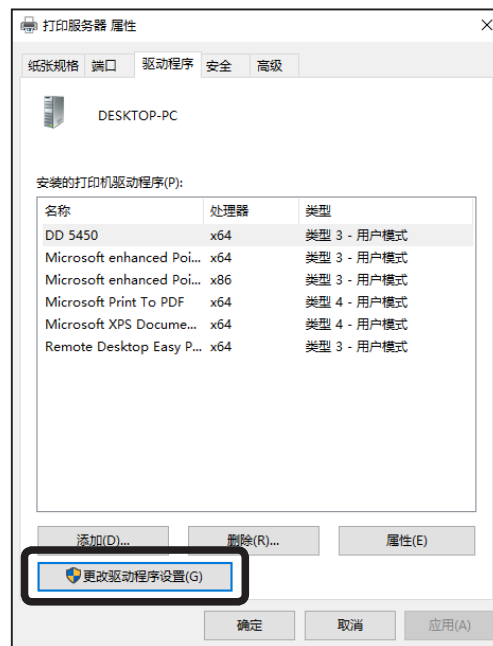 打印服务器 属性
纸张规格 端口 驱动程序 安全 高级
DESKTOP-PC
安装的打印机驱动程序(P):
名称 处理器 类型
DD 5450 x64 类型 3 - 用户模式
Microsoft enhanced Poi... x64 类型 3 - 用户模式
Microsoft enhanced Poi... x86 类型 3 - 用户模式
Microsoft Print To PDF x64 类型 4 - 用户模式
Microsoft XPS Docume... x64 类型 4 - 用户模式
Remote Desktop Easy P... x64 类型 3 - 用户模式
添加(D)... 删除(R)... 属性(E)
更改驱动程序设置(G)
确定 取消 应用(A)